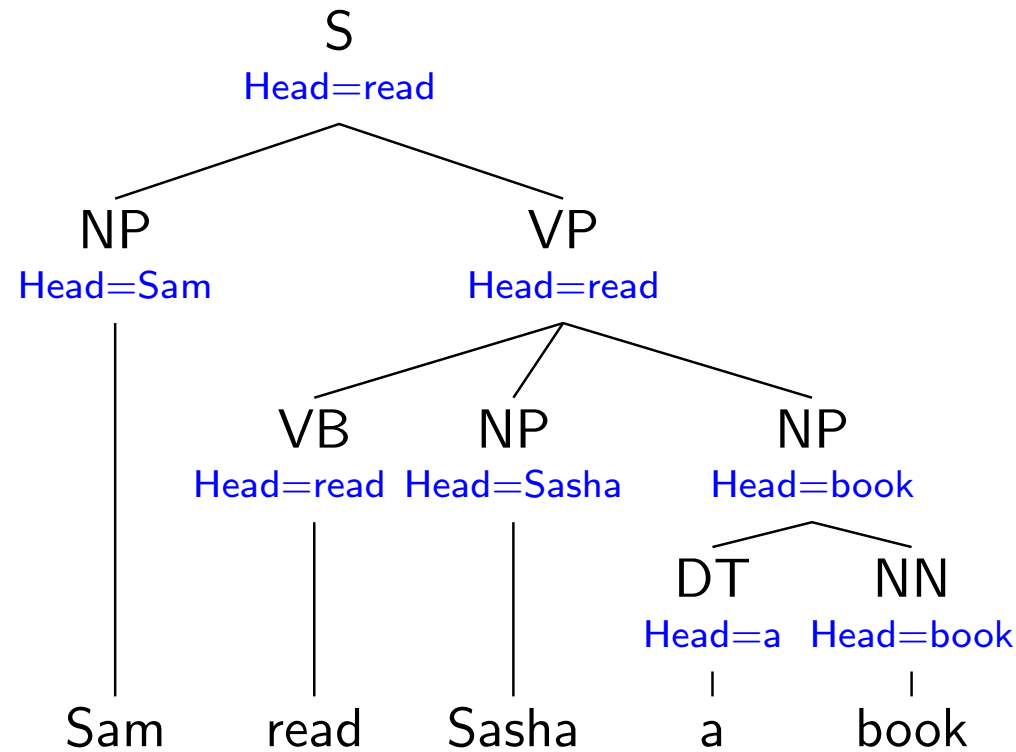 S
Head=read
NP VP
Head=Sam Head=read
VB NP NP
Head=read Head=Sasha Head=book
DT NN
Head=a Head=book
Sam read Sasha a book